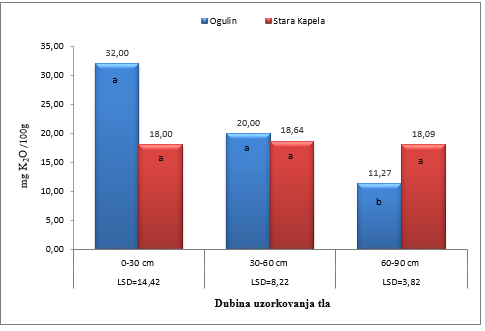 Ogulin Stara Kapela
mg K₂O /100g
35,00
30,00
25,00
20,00
15,00
10,00
5,00
0,00
32,00
a
18,00
a
20,00
a
18,64
a
11,27
b
18,09
a
0-30 cm 30-60 cm 60-90 cm
LSD=14,42 LSD=8,22 LSD=3,82
Dubina uzorkovanja tla